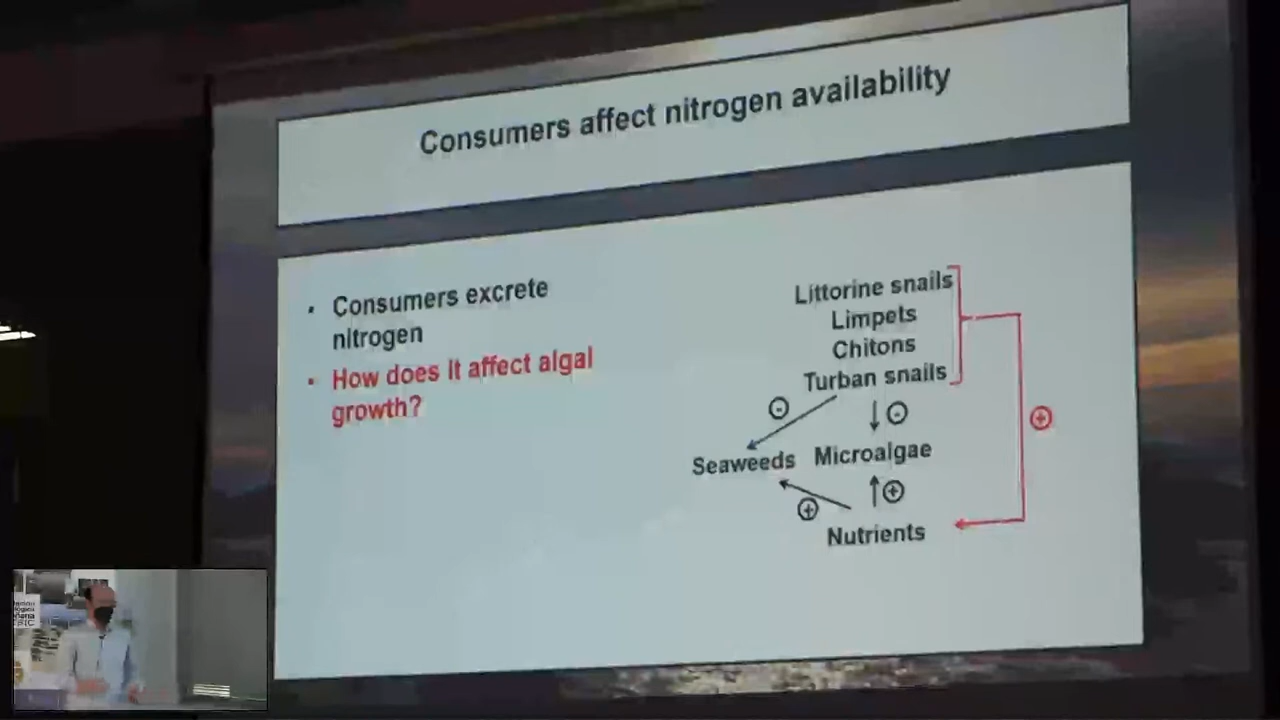 Consumers affect nitrogen availability
· Consumers excrete
nitrogen
· How does it affect algal
growth?
Littorine snails
Limpets
Chitons
Turban snails
-
-
+
Seaweeds Microalgae
+
+
Nutrients